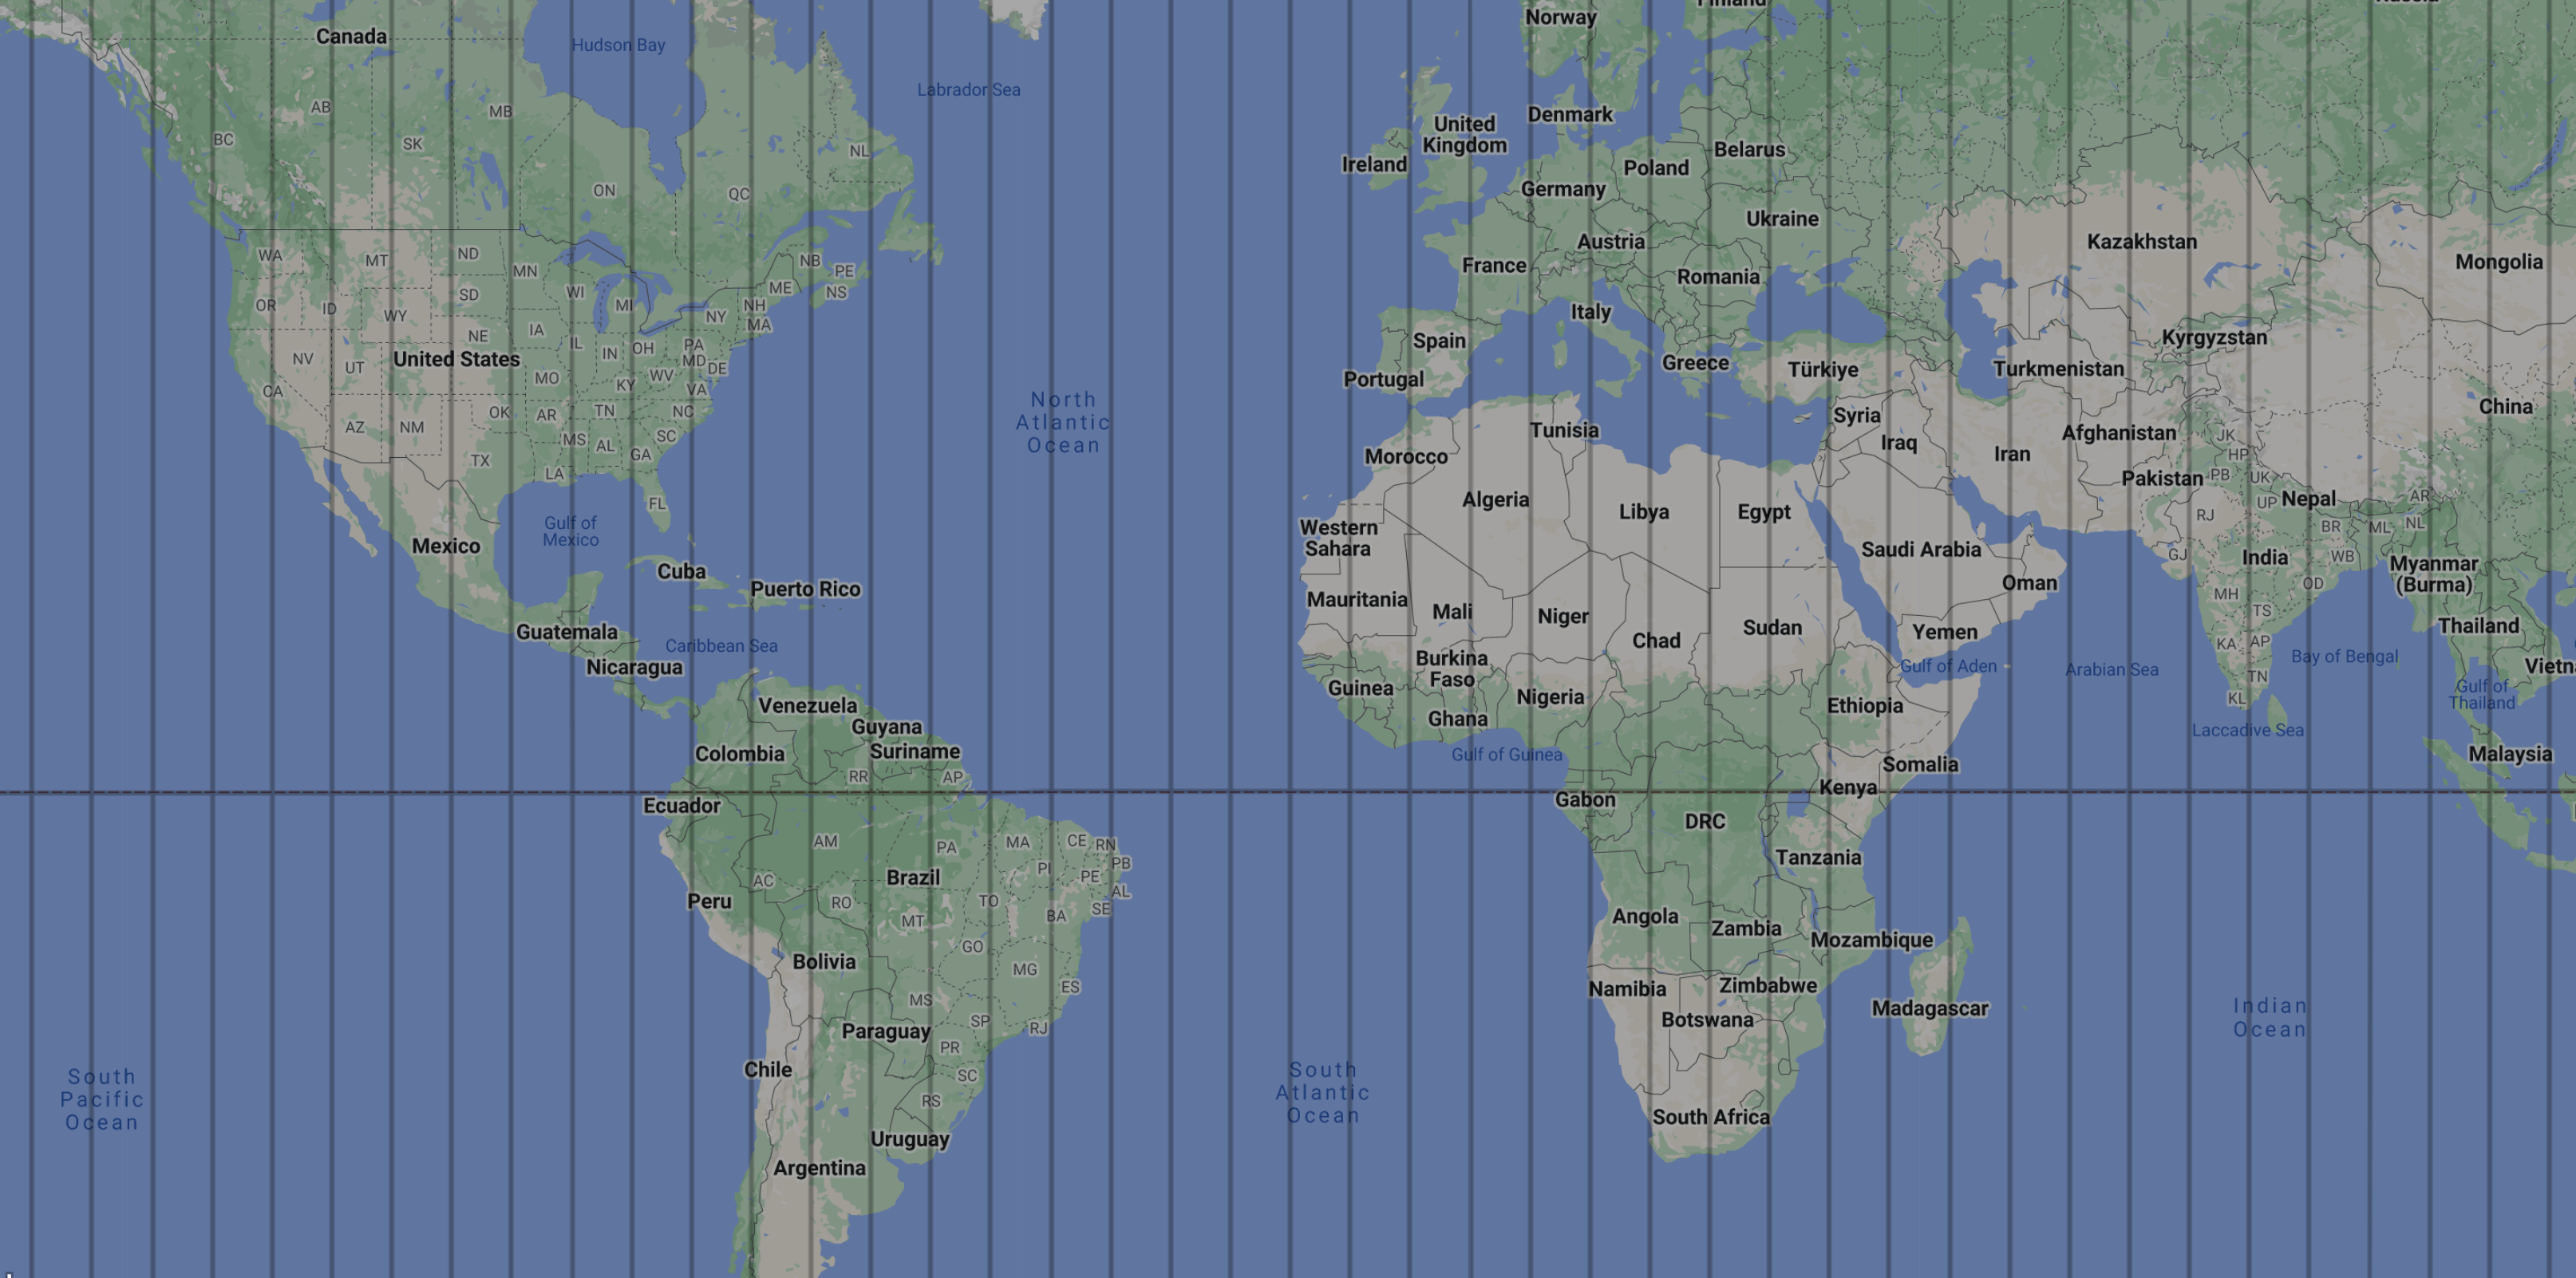 Canada
Hudson Bay
Norway
Labrador Sea
AB
MB
BC
SK
NL
ON
QC
Denmark
United
Kingdom
Ireland
Belarus
Poland
Germany
Ukraine
Austria
France
Romania
Kazakhstan
Mongolia
WA
MT
ND
MN
NB
PE
ME
NS
OR
ID
WY
SD
WI
MI
NH
NY
MA
NE
IA
IL
IN
OH
PA
MD
DE
NV
UT
United States
MO
KY
WV
VA
CA
AZ
NM
OK
AR
TN
NC
MS
AL
SC
GA
TX
LA
FL
Italy
Spain
Portugal
Greece
Türkiye
Turkmenistan
Kyrgyzstan
China
North
Atlantic
Ocean
Tunisia
Morocco
Syria
Iraq
Iran
Afghanistan
Pakistan
JK
HP
PB
UK
UP
Nepal
AR
RJ
BR
ML
NL
Algeria
Libya
Egypt
Western
Sahara
Saudi Arabia
Oman
GJ
India
WB
OD
Myanmar
(Burma)
Gulf of
Mexico
Mexico
Cuba
Puerto Rico
Guatemala
Caribbean Sea
Nicaragua
Mauritania
Mali
Niger
Chad
Sudan
Yemen
MH
TS
KA
AP
TN
KL
Thailand
Burkina
Faso
Guinea
Nigeria
Ghana
Gulf of Guinea
Ethiopia
Gulf of Aden
Arabian Sea
Bay of Bengal
Laccadive Sea
Gulf of
Thailand
Malaysia
Venezuela
Guyana
Suriname
Colombia
RR
AP
Ecuador
Somalia
Kenya
Gabon
DRC
Tanzania
AM
PA
MA
CE
RN
PB
PI
PE
AL
AC
Brazil
RO
TO
SE
BA
MT
Peru
GO
Bolivia
MG
ES
MS
SP
RJ
Paraguay
PR
SC
Chile
RS
Uruguay
Argentina
Angola
Zambia
Mozambique
Namibia
Zimbabwe
Botswana
Madagascar
South Africa
Indian
Ocean
South
Pacific
Ocean
South
Atlantic
Ocean